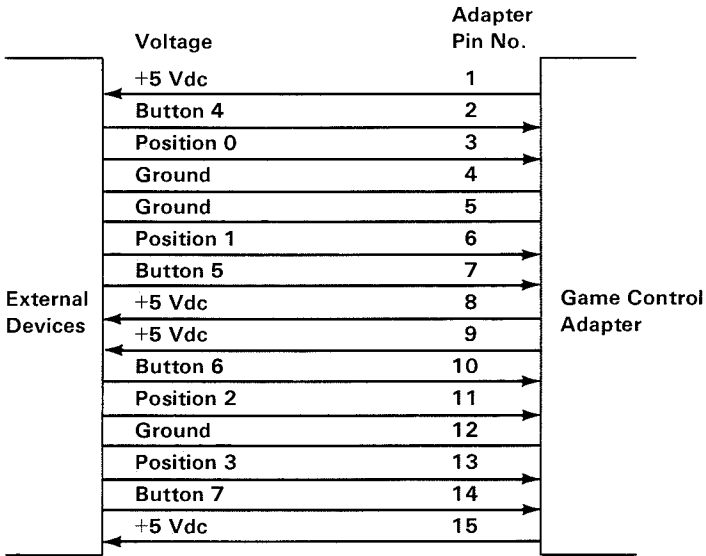 Adapter
Voltage Pin No.
+5 Vdc 1
Button 4 2
Position 0 3
Ground 4
Ground 5
Position 1 6
Button 5 7
External
Devices
+5 Vdc 8
+5 Vdc 9
Game Control
Adapter
Button 6 10
Position 2 11
Ground 12
Position 3 13
Button 7 14
+5 Vdc 15